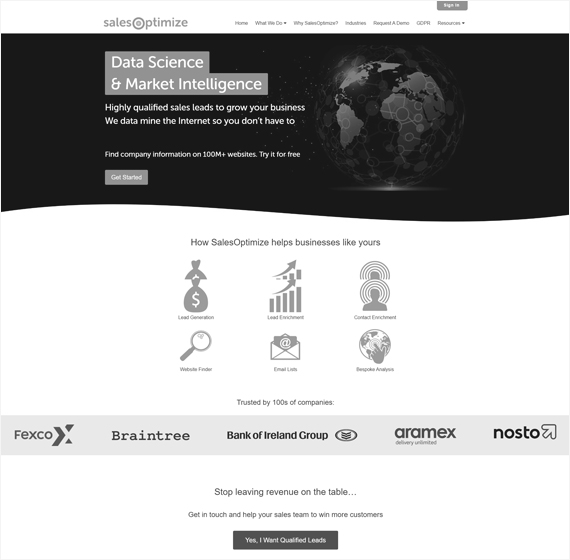 Sign In
salesOptimize
Home What We Do Why SalesOptimize? Industries Request A Demo GDPR Resources
Data Science
& Market Intelligence
Highly qualified sales leads to grow your business
We data mine the Internet so you don't have to
Find company information on 100M+ websites. Try it for free
Get Started
How SalesOptimize helps businesses like yours
$
Lead Generation Lead Enrichment Contact Enrichment
@
Website Finder Email Lists Bespoke Analysis
Trusted by 100s of companies:
FEXCO Braintree Bank of Ireland Group aramex nosto
delivery unlimited
Stop leaving revenue on the table…
Get in touch and help your sales team to win more customers
Yes, I Want Qualified Leads